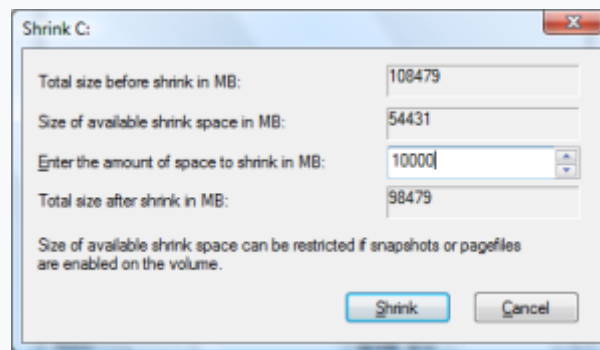 Shrink C:
Total size before shrink in MB: 108479
Size of available shrink space in MB: 54431
Enter the amount of space to shrink in MB: 10000
Total size after shrink in MB: 98479
Size of available shrink space can be restricted if snapshots or pagefiles
are enabled on the volume.
Shrink Cancel